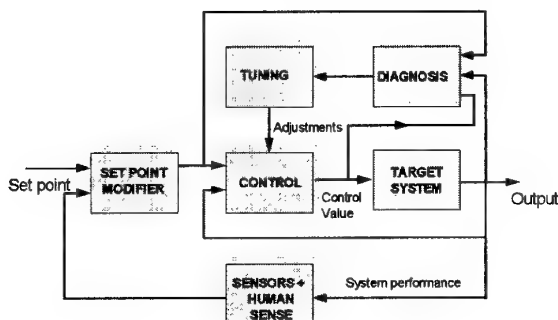 TUNING
DIAGNOSIS
Adjustments
Set point
SET POINT
MODIFIER
CONTROL
Control
Value
TARGET
SYSTEM
Output
SENSORS +
HUMAN
SENSE
System performance